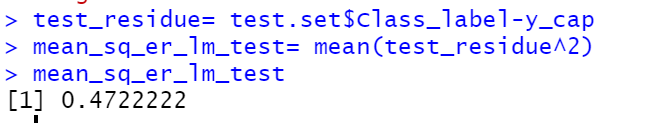 > test_residue= test.set$Class_label-y_cap
> mean_sq_er_lm_test= mean(test_residue^2)
> mean_sq_er_lm_test
[1] 0.4722222